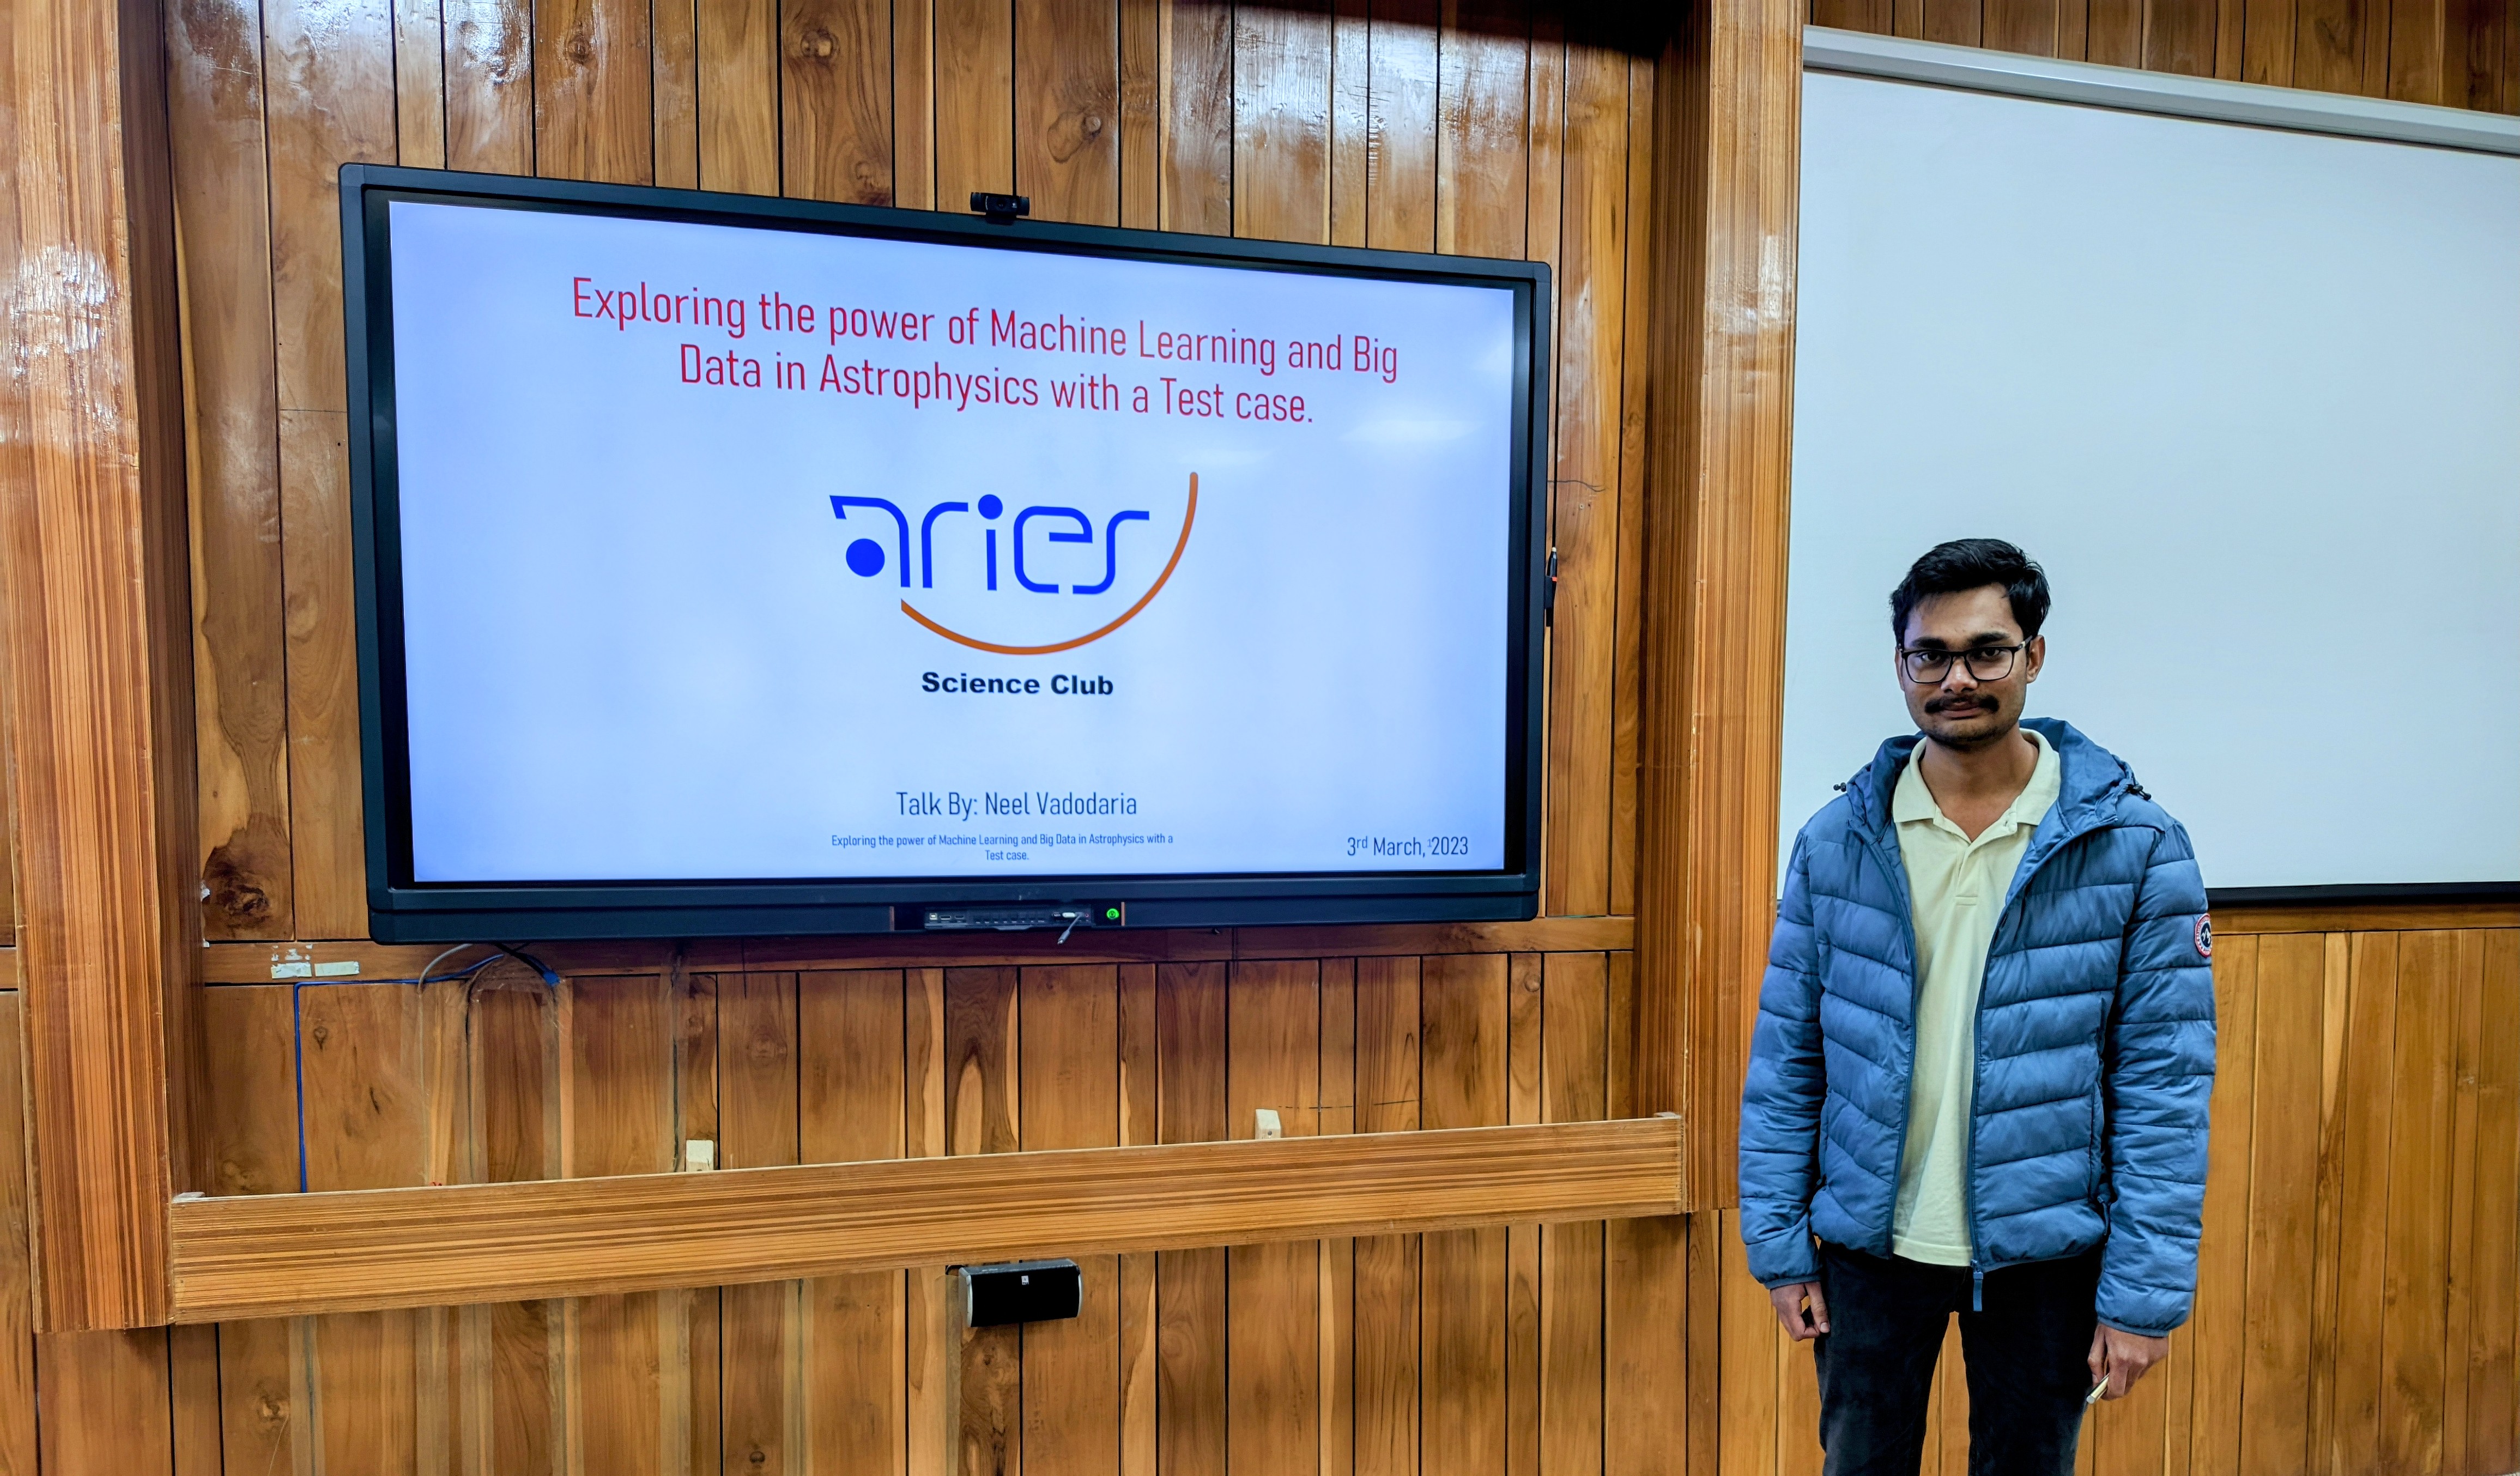 Exploring the power of Machine Learning and Big
Data in Astrophysics with a Test case.
aries
Science Club
Talk By: Neel Vadodaria
Exploring the power of Machine Learning and Big Data in Astrophysics with a
Test case.
3rd March, 2023